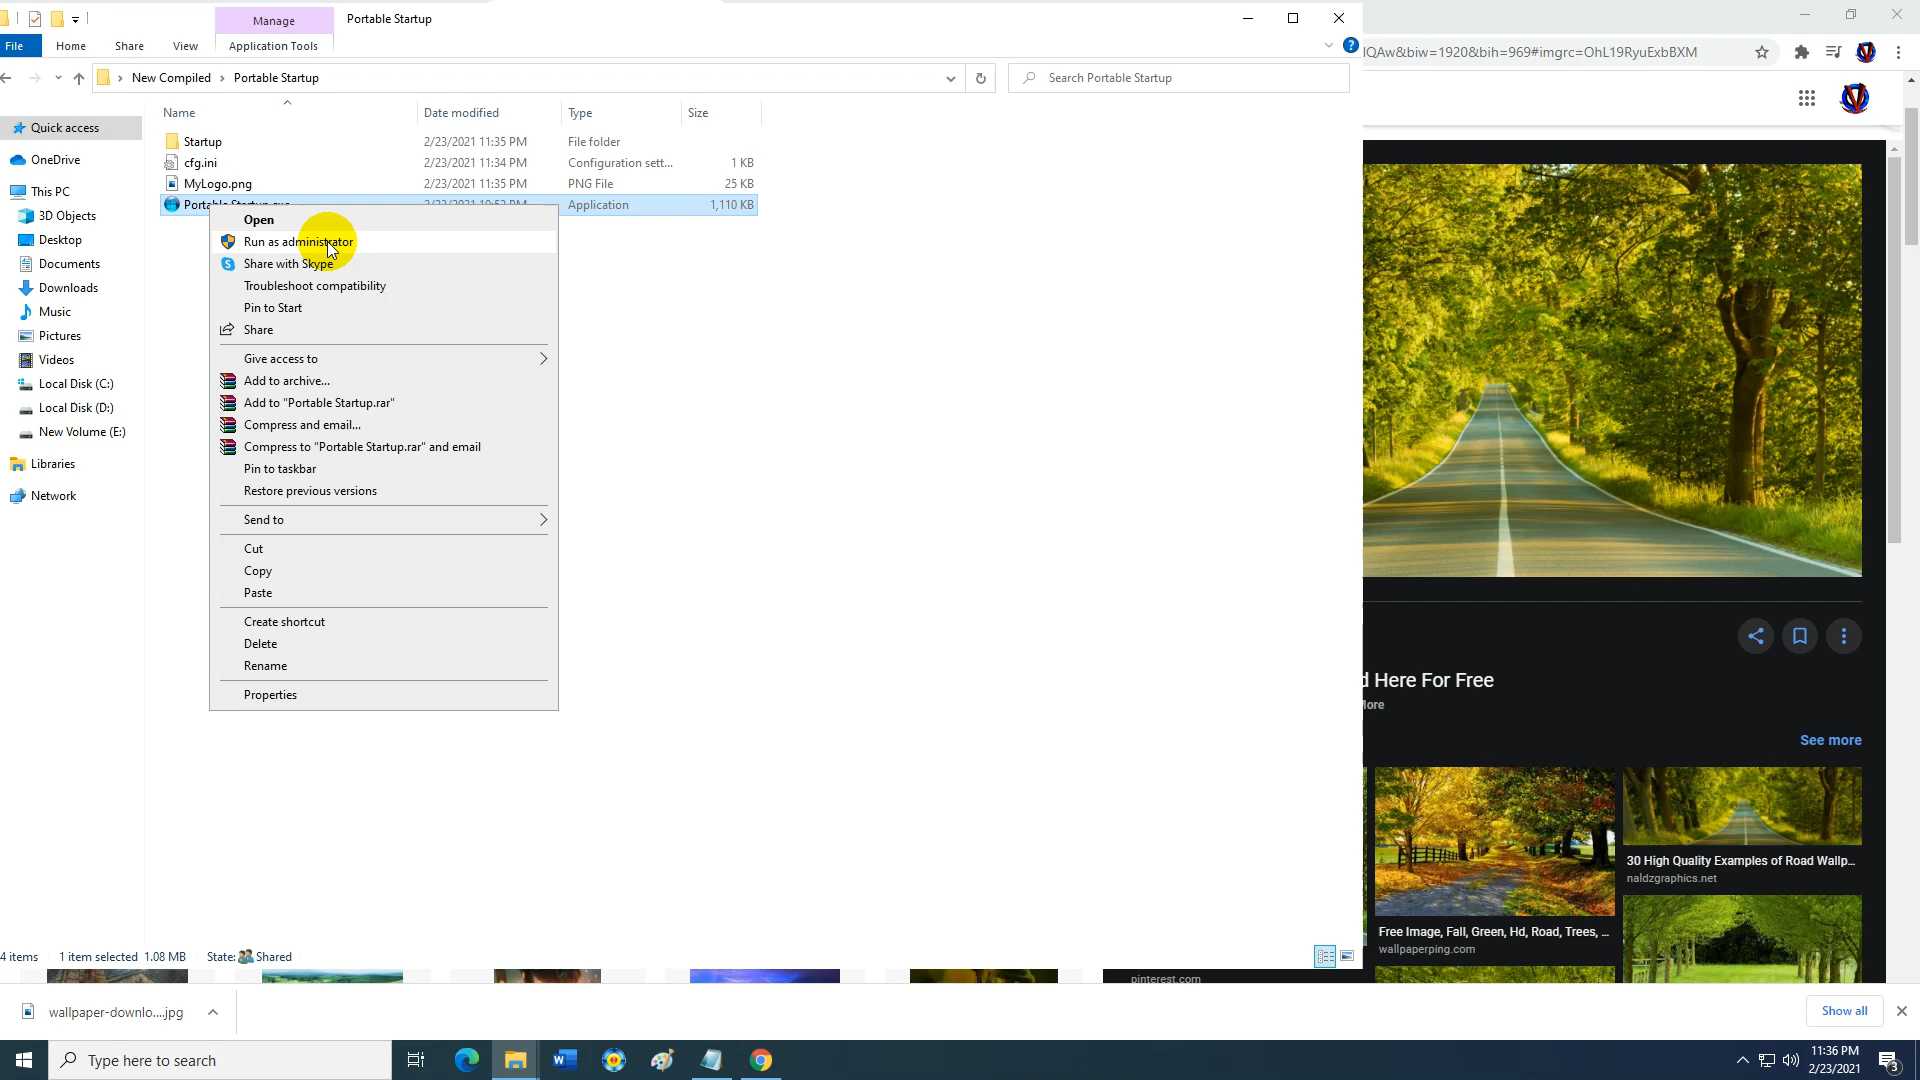 Manage
Portable Startup
File
Home
Share
View
Application Tools
New Compiled
Portable Startup
Search Portable Startup
IQAw&biw=1920&bih=969#imgrc=OhL19RyuExbBXM
Name
Date modified
Type
Size
Startup
2/23/2021 11:35 PM
File folder
cfg.ini
2/23/2021 11:34 PM
Configuration sett...
1 KB
MyLogo.png
2/23/2021 11:35 PM
PNG File
25 KB
Application
1,110 KB
Quick access
OneDrive
This PC
3D Objects
Desktop
Documents
Downloads
Music
Pictures
Videos
Local Disk (C:)
Local Disk (D:)
New Volume (E:)
Libraries
Network
Open
Run as administrator
Share with Skype
Troubleshoot compatibility
Pin to Start
Share
Give access to
Add to archive...
Add to "Portable Startup.rar"
Compress and email...
Compress to "Portable Startup.rar" and email
Pin to taskbar
Restore previous versions
Send to
Cut
Copy
Paste
Create shortcut
Delete
Rename
Properties
d Here For Free
More
See more
30 High Quality Examples of Road Wallp...
naldzgraphics.net
Free Image, Fall, Green, Hd, Road, Trees, ...
wallpaperping.com
pinterest.com
4 items
1 item selected 1.08 MB
State:
Shared
wallpaper-downlo....jpg
Show all
Type here to search
11:36 PM
2/23/2021
3